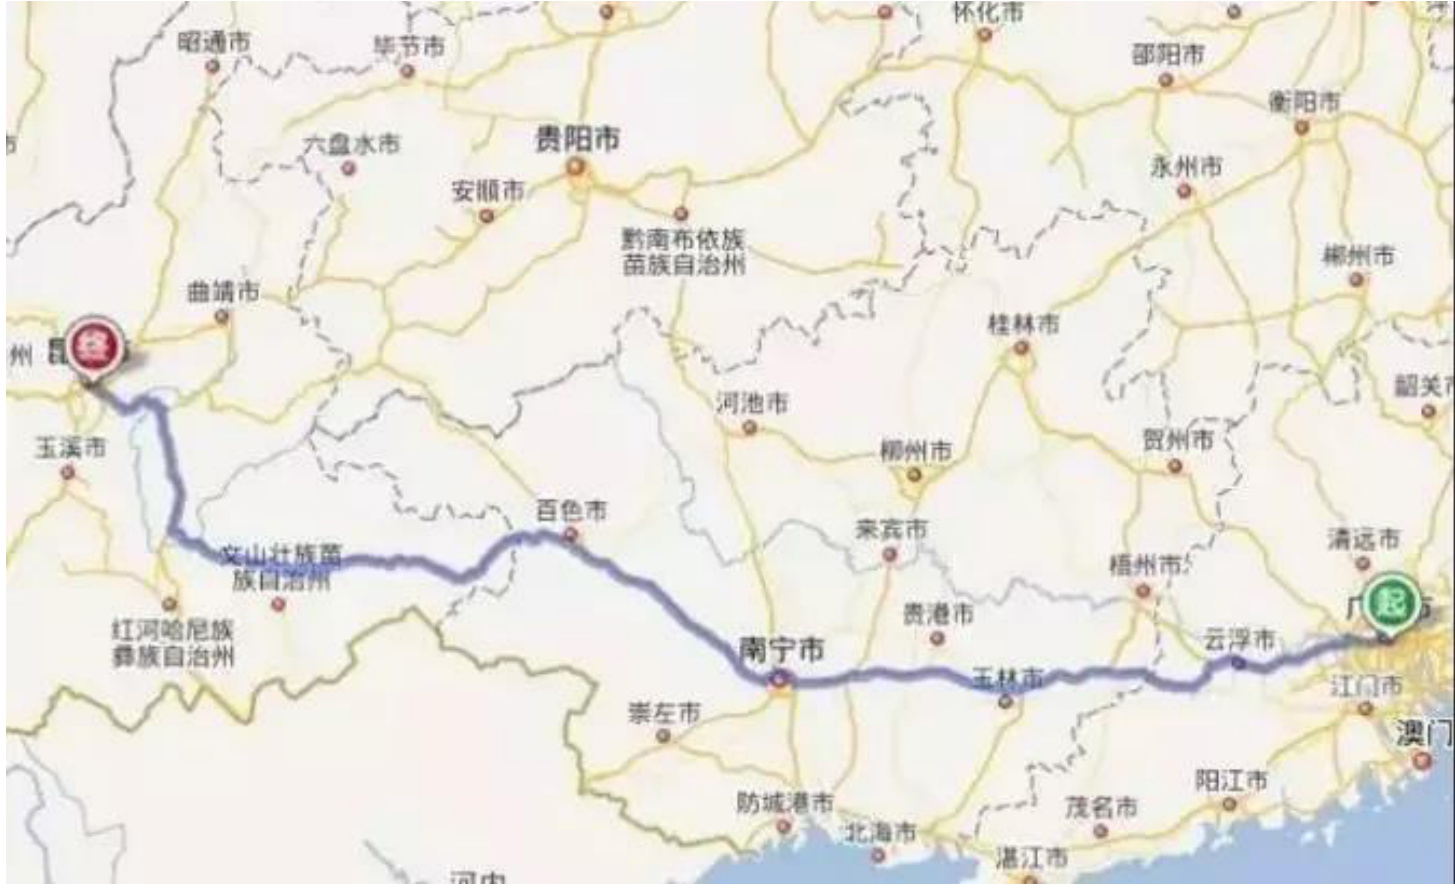 怀化市
昭通市
毕节市
邵阳市
衡阳市
贵阳市
六盘水市
永州市
安顺市
黔南布依族
苗族自治州
郴州市
曲靖市
桂林市
终
州
昆
市
韶关市
河池市
贺州市
玉溪市
柳州市
百色市
来宾市
清远市
文山壮族苗
族自治州
梧州市
起
广
市
贵港市
红河哈尼族
彝族自治州
云浮市
南宁市
玉林市
江门市
崇左市
澳门
阳江市
防城港市
茂名市
北海市
湛江市
河内